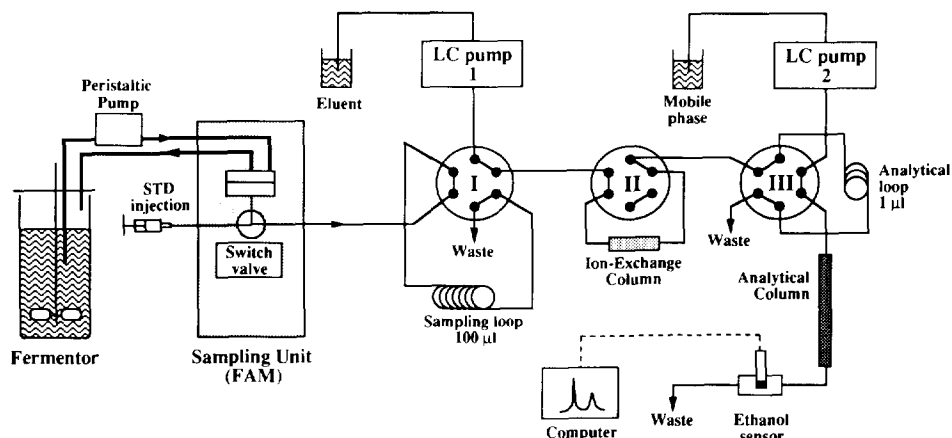 LC pump
1
LC pump
2
Eluent
Mobile
phase
Peristaltic
Pump
STD
injection
Switch
valve
Fermentor
Sampling Unit
(FAM)
I
Waste
Sampling loop
100 µl
II
Ion-Exchange
Column
III
Waste
Analytical
loop
1 µl
Analytical
Column
Waste
Computer
Ethanol
sensor